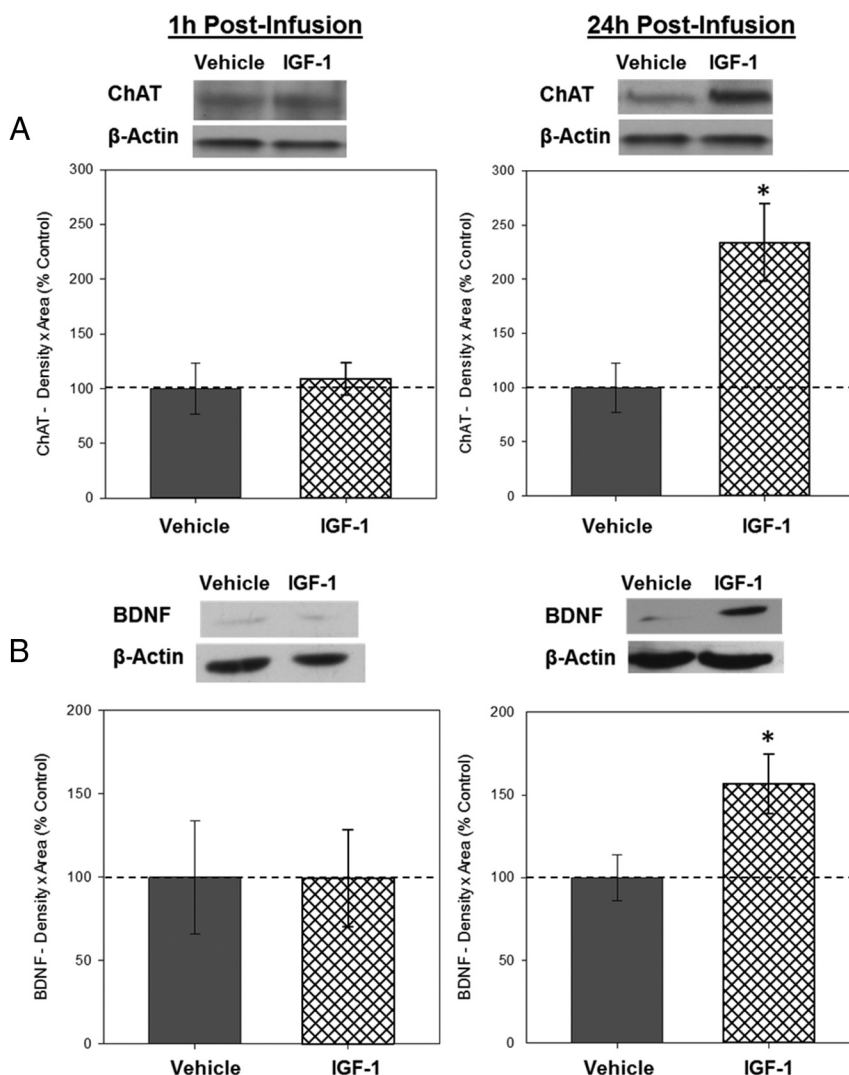 1h Post-Infusion
24h Post-Infusion
A
Vehicle IGF-1
ChAT
β-Actin
ChAT - Density x Area (% Control)
300
250
200
150
100
50
0
Vehicle IGF-1
Vehicle IGF-1
ChAT
β-Actin
ChAT - Density x Area (% Control)
300
250
200
150
100
50
0
*
Vehicle IGF-1
B
Vehicle IGF-1
BDNF
β-Actin
BDNF - Density x Area (% Control)
200
150
100
50
0
Vehicle IGF-1
Vehicle IGF-1
BDNF
β-Actin
BDNF - Density x Area (% Control)
200
150
100
50
0
*
Vehicle IGF-1